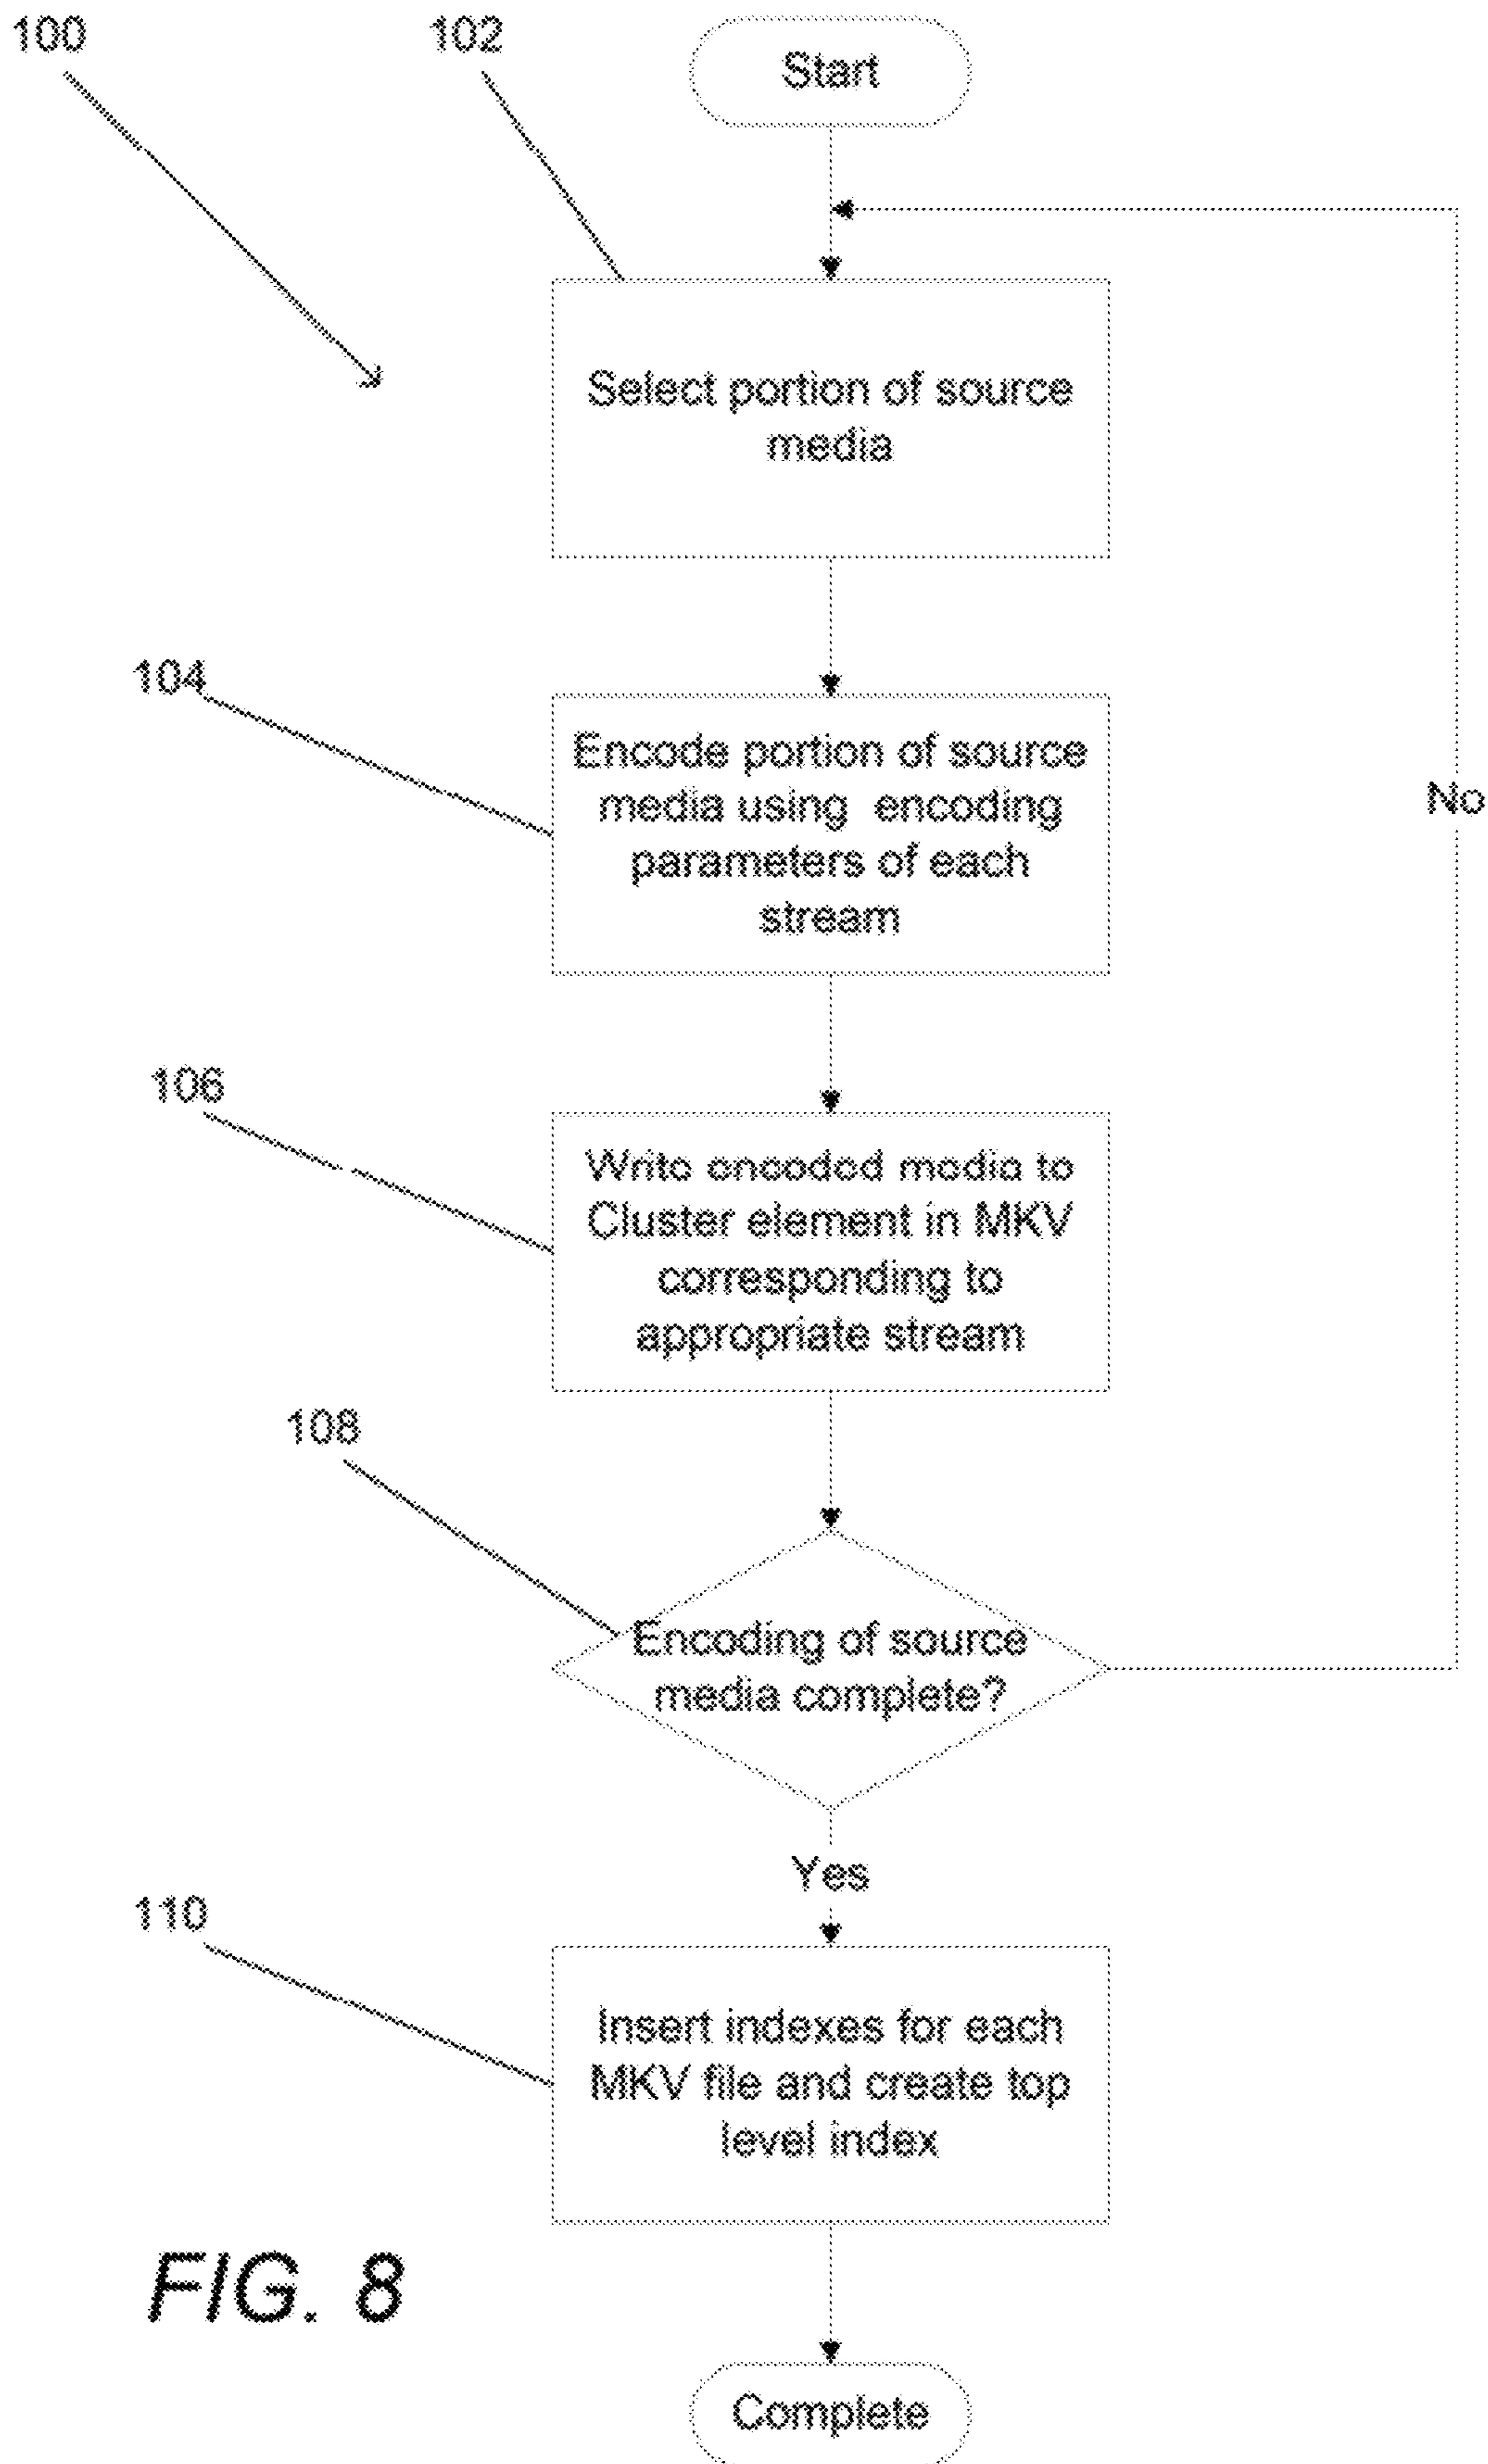 100
102
Start
Select portion of source
media
104
Encode portion of source
media using encoding
parameters of each
stream
No
106
Write encoded media to
Cluster element in MKV
corresponding to
appropriate stream
108
Encoding of source
media complete?
Yes
110
Insert indexes for each
MKV file and create top
level index
FIG. 8
Complete